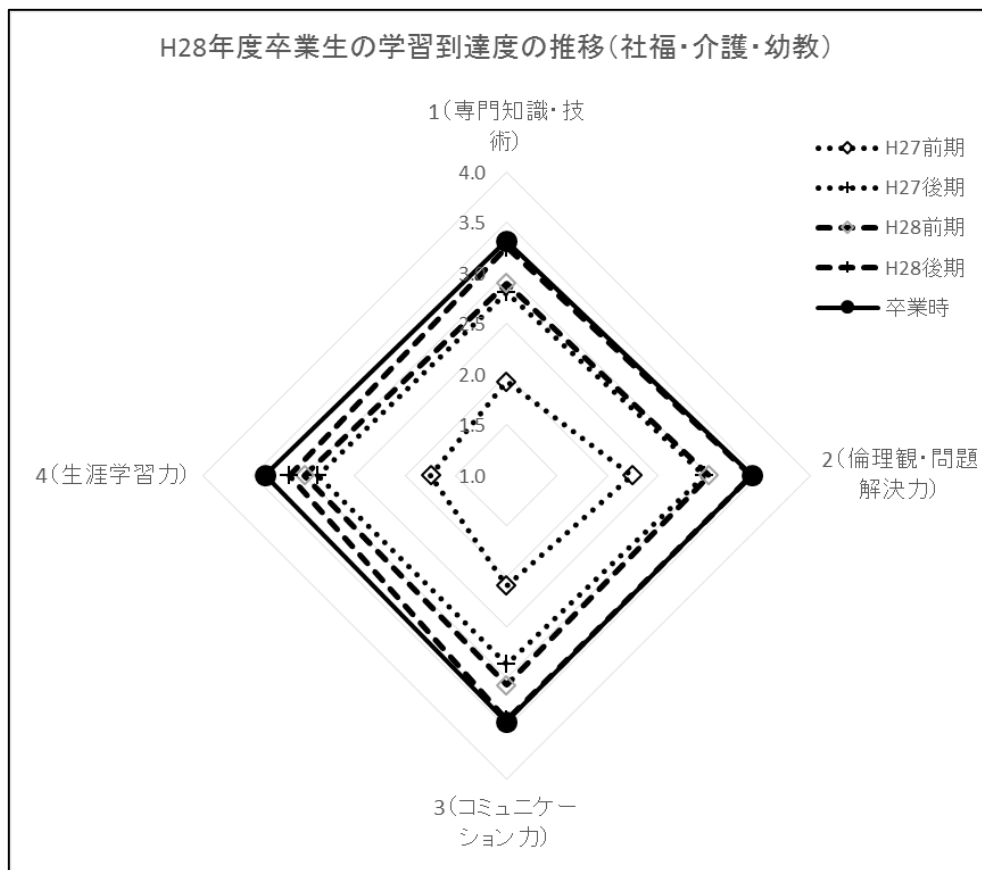 H28年度卒業生の学習到達度の推移(社福・介護・幼教)
1(専門知識・技
術)
H27前期
H27後期
H28前期
H28後期
卒業時
4.0
3.5
3.0
2.5
2.0
1.5
1.0
4(生涯学習力)
2(倫理観・問題
解決力)
3(コミュニケー
ション力)